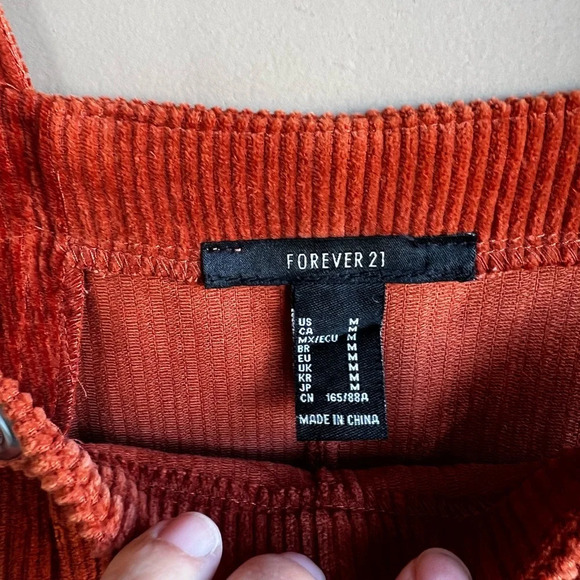 FOREVER 21
US M
CA M
MX/ECU M
BR M
EU M
UK M
KR M
JP M
CN 165/88A
MADE IN CHINA